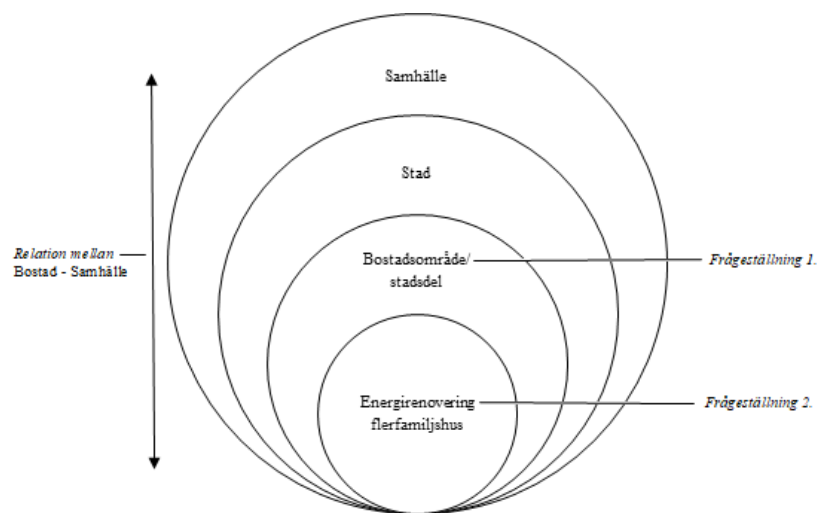 Samhälle
Stad
Relation mellan
Bostad - Samhälle
Bostadsområde/
stadsdel
Frågeställning 1.
Energirenovering
flerfamiljshus
Frågeställning 2.